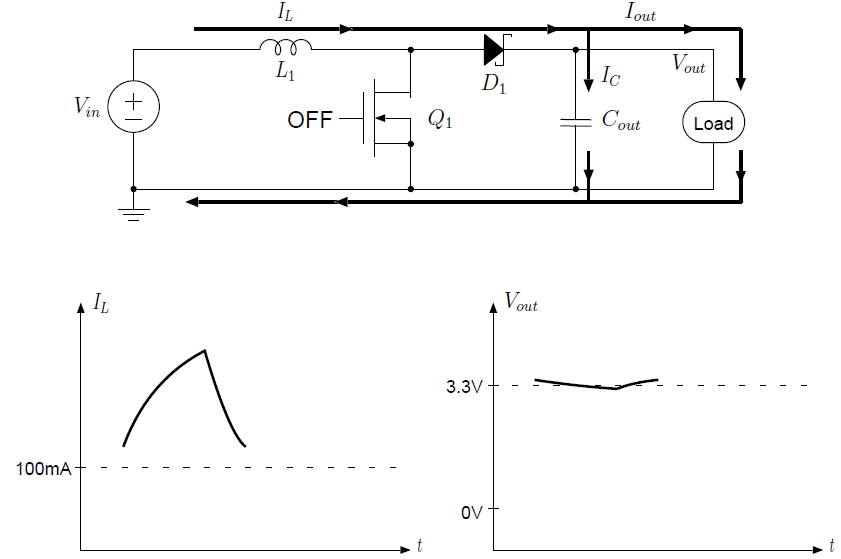 I_L I_out
L_1 D_1 I_C V_out
V_in + − OFF Q_1 C_out Load
I_L V_out
3.3V
100mA
0V
t t